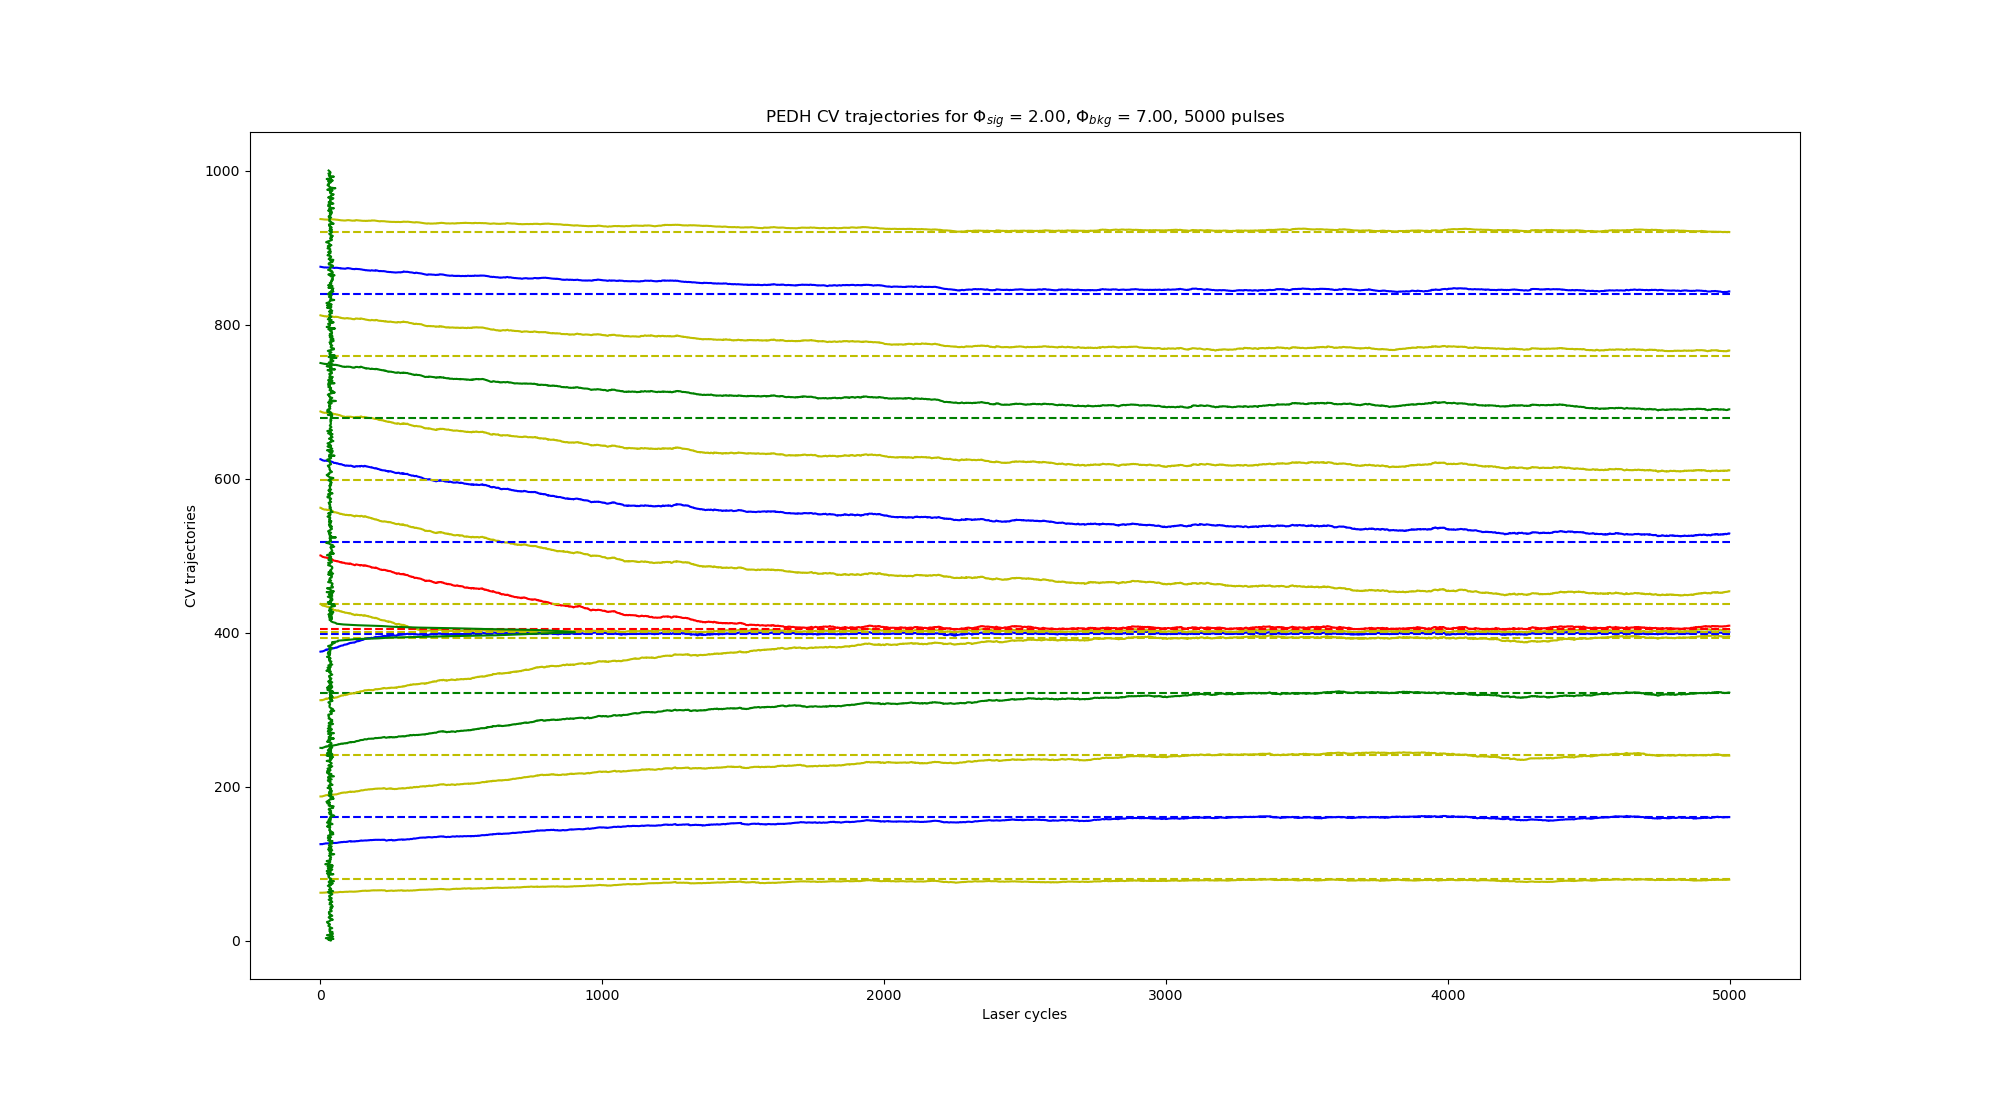 PEDH CV trajectories for Φsig = 2.00, Φbkg = 7.00, 5000 pulses
1000
800
600
400
200
0
CV trajectories
0 1000 2000 3000 4000 5000
Laser cycles